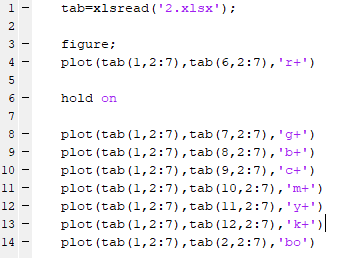 1 - tab=xlsread('2.xlsx');
2
3 - figure;
4 - plot(tab(1,2:7),tab(6,2:7),'r+')
5
6 - hold on
7
8 - plot(tab(1,2:7),tab(7,2:7),'g+')
9 - plot(tab(1,2:7),tab(8,2:7),'b+')
10 - plot(tab(1,2:7),tab(9,2:7),'c+')
11 - plot(tab(1,2:7),tab(10,2:7),'m+')
12 - plot(tab(1,2:7),tab(11,2:7),'y+')
13 - plot(tab(1,2:7),tab(12,2:7),'k+')
14 - plot(tab(1,2:7),tab(2,2:7),'bo')